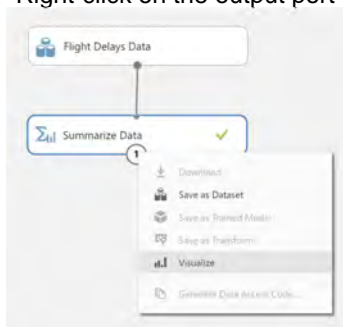 Right-click on the output port
Flight Delays Data
Summarize Data
1
Download
Save as Dataset
Save as Trained Model
Save as Transform
Visualize
Generate Data Access Code...